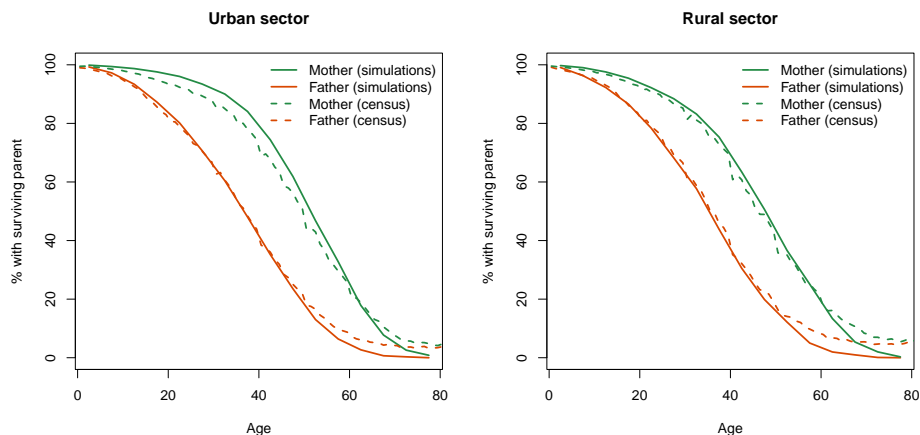 Urban sector
% with surviving parent
100
80
60
40
20
0
Mother (simulations)
Father (simulations)
Mother (census)
Father (census)
0 20 40 60 80
Age
Rural sector
% with surviving parent
100
80
60
40
20
0
Mother (simulations)
Father (simulations)
Mother (census)
Father (census)
0 20 40 60 80
Age